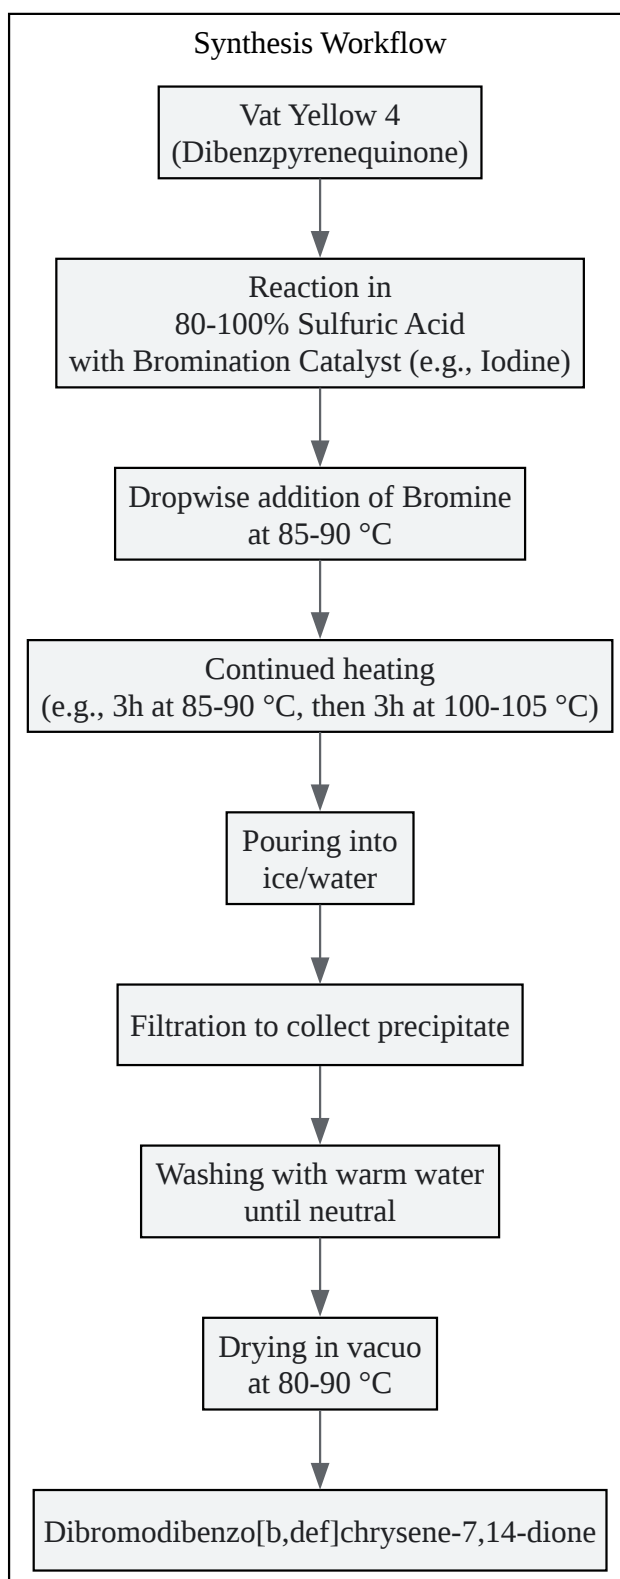 Synthesis Workflow
Vat Yellow 4
(Dibenzpyrenequinone)
Reaction in
80-100% Sulfuric Acid
with Bromination Catalyst (e.g., Iodine)
Dropwise addition of Bromine
at 85-90 °C
Continued heating
(e.g., 3h at 85-90 °C, then 3h at 100-105 °C)
Pouring into
ice/water
Filtration to collect precipitate
Washing with warm water
until neutral
Drying in vacuo
at 80-90 °C
Dibromodibenzo[b,def]chrysene-7,14-dione